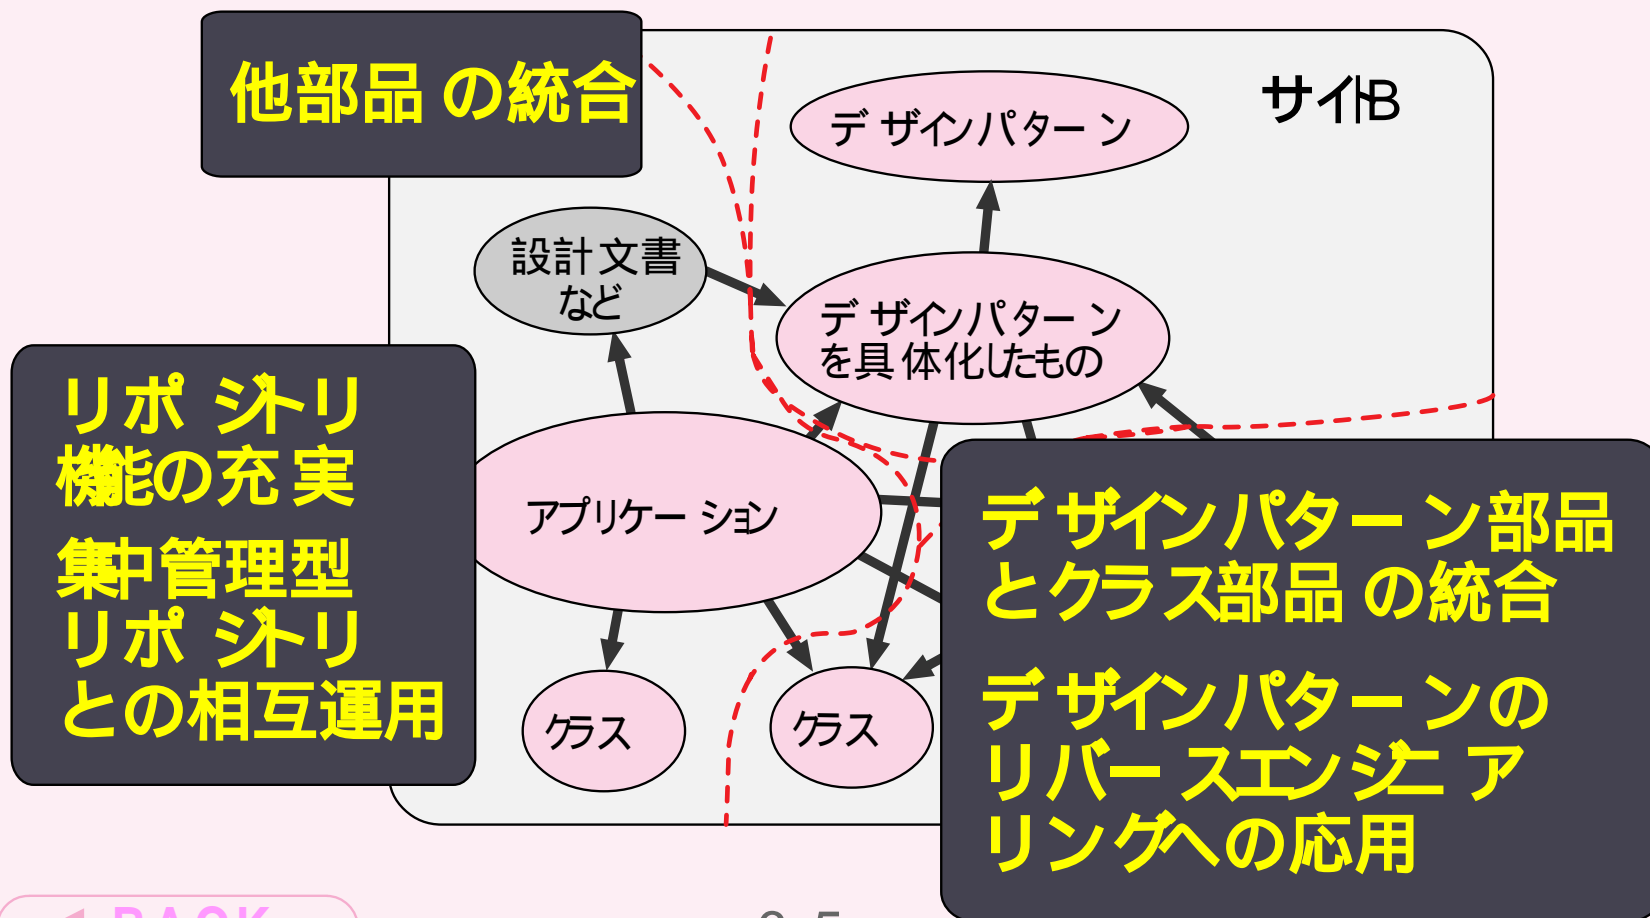 他部品の統合
サイトB
デザインパターン
設計文書
など
デザインパターン
を具体化したもの
リポジトリ
機能の充実
集中管理型
リポジトリ
との相互運用
アプリケーション
デザインパターン部品
とクラス部品の統合
デザインパターンの
リバースエンジニア
リングへの応用
クラス
クラス
BACK